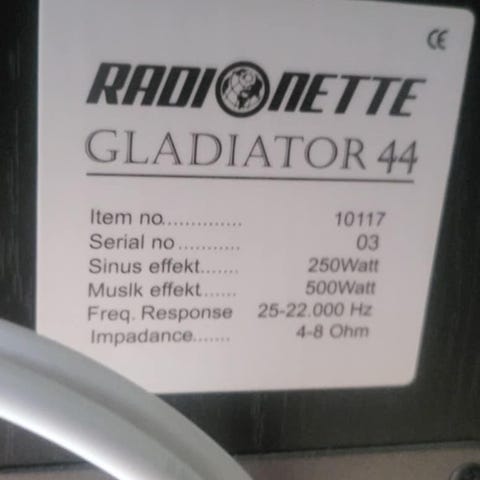 CE
RADIONETTE
GLADIATOR 44
Item no.............. 10117
Serial no ........... 03
Sinus effekt...... 250Watt
Musik effekt...... 500Watt
Freq. Response 25-22.000 Hz
Impadance....... 4-8 Ohm